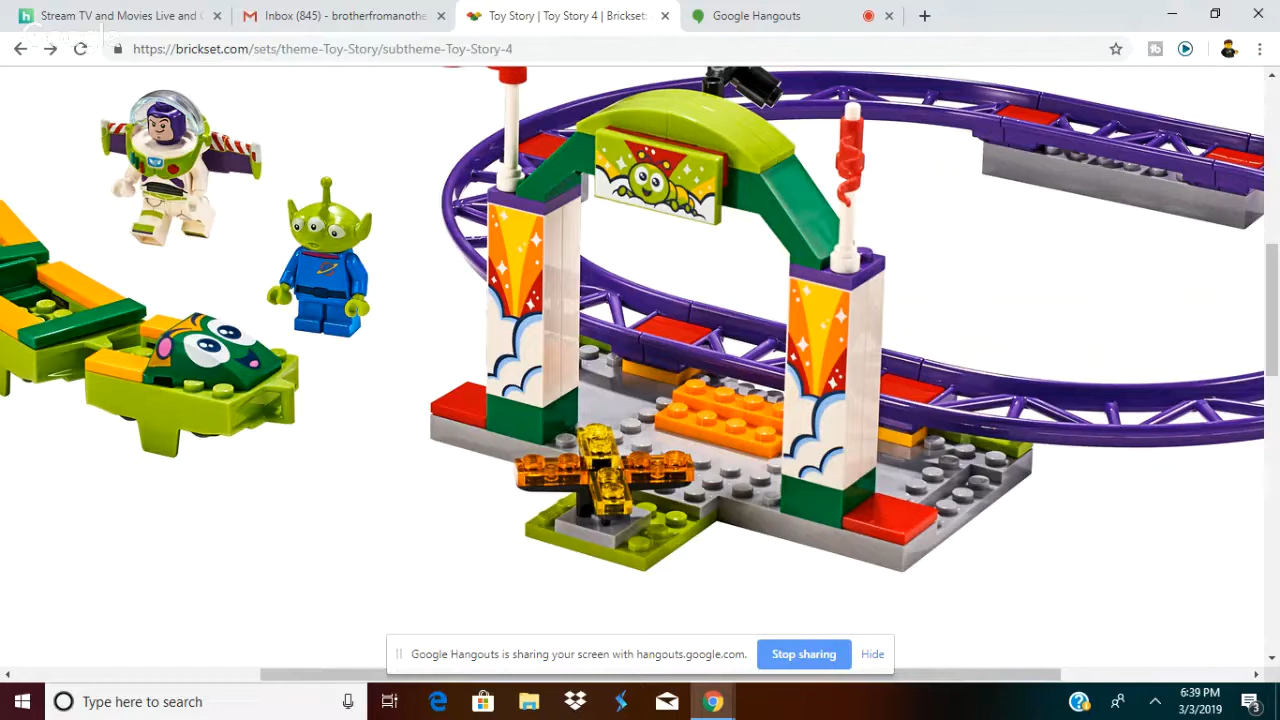 Stream TV and Movies Live and O
Inbox (845) - brotherfromanothe
Toy Story | Toy Story 4 | Brickset:
Google Hangouts
https://brickset.com/sets/theme-Toy-Story/subtheme-Toy-Story-4
Google Hangouts is sharing your screen with hangouts.google.com.
Stop sharing
Hide
Type here to search
6:39 PM
3/3/2019
3